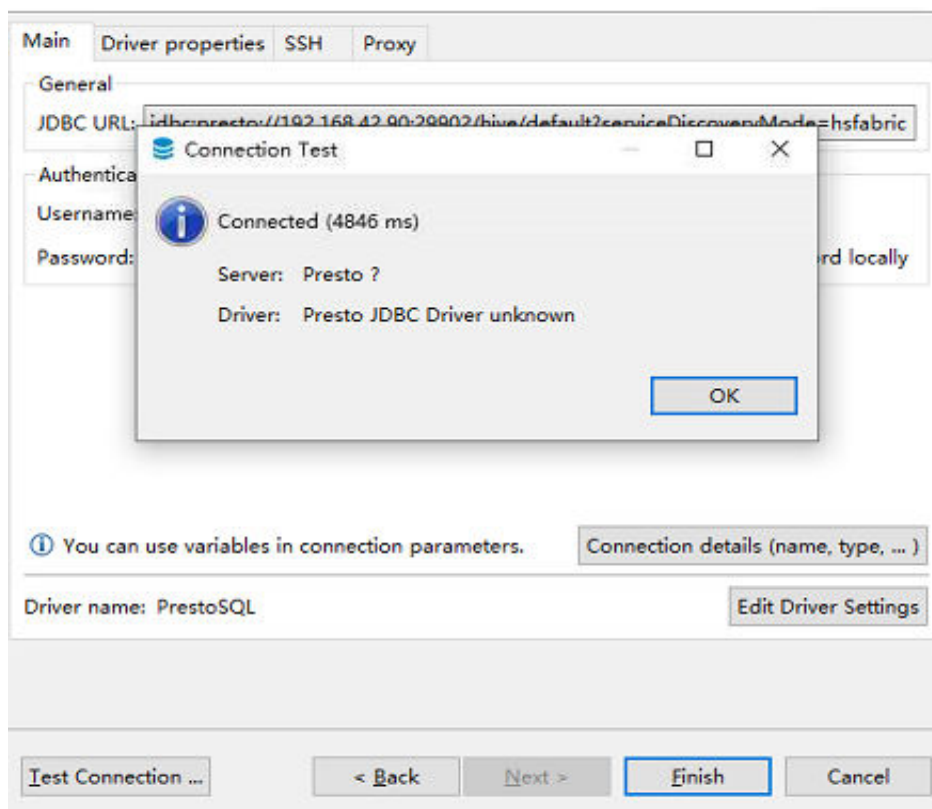 Main Driver properties SSH Proxy
General
JDBC URL: jdbc:presto://192.168.42.90:29902/hive/default?serviceDiscoveryMode=hsfabric
Connection Test
Authentica
Username
Connected (4846 ms)
Password:
rd locally
Server: Presto ?
Driver: Presto JDBC Driver unknown
OK
You can use variables in connection parameters.
Connection details (name, type, ... )
Driver name: PrestoSQL
Edit Driver Settings
Test Connection ...
< Back
Next >
Finish
Cancel